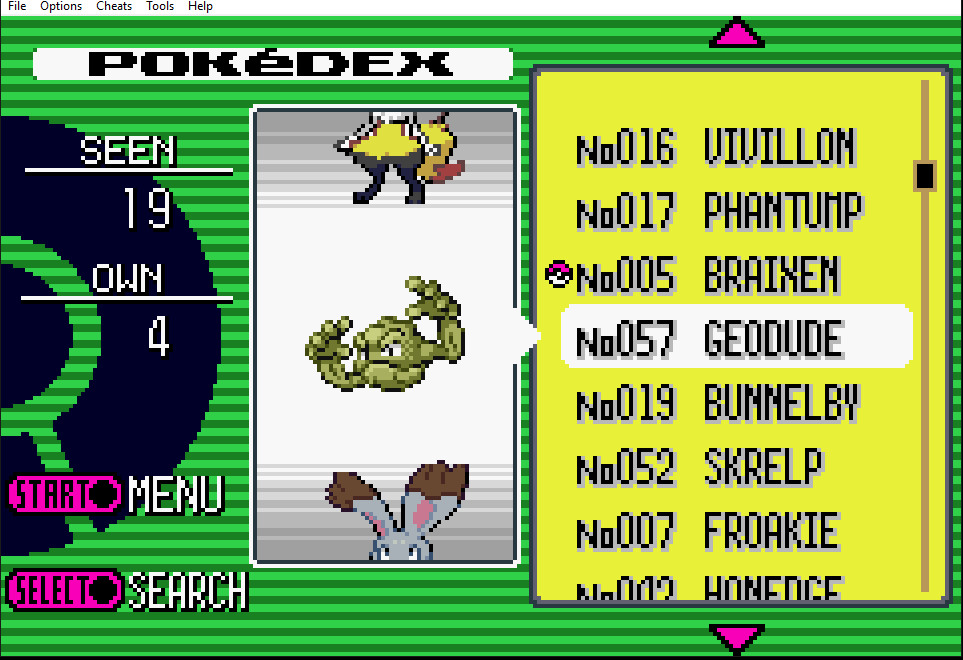 File Options Cheats Tools Help
POKéDEX
SEEN
19
OWN
4
START MENU
SELECT SEARCH
No016 VIVILLON
No017 PHANTUMP
No005 BRAIXEN
No057 GEODUDE
No019 BUNNELBY
No052 SKRELP
No007 FROAKIE
HONEDGE